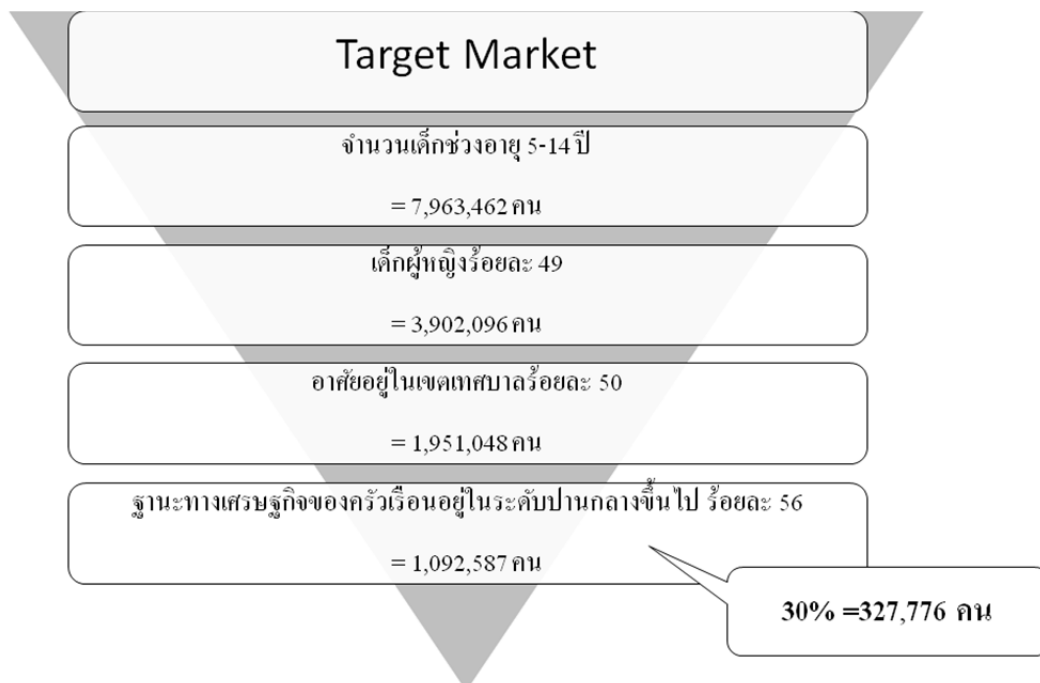 Target Market
จำนวนเด็กช่วงอายุ 5-14 ปี
= 7,963,462 คน
เด็กผู้หญิงร้อยละ 49
= 3,902,096 คน
อาศัยอยู่ในเขตเทศบาลร้อยละ 50
= 1,951,048 คน
ฐานะทางเศรษฐกิจของครัวเรือนอยู่ในระดับปานกลางขึ้นไป ร้อยละ 56
= 1,092,587 คน
30% =327,776 คน